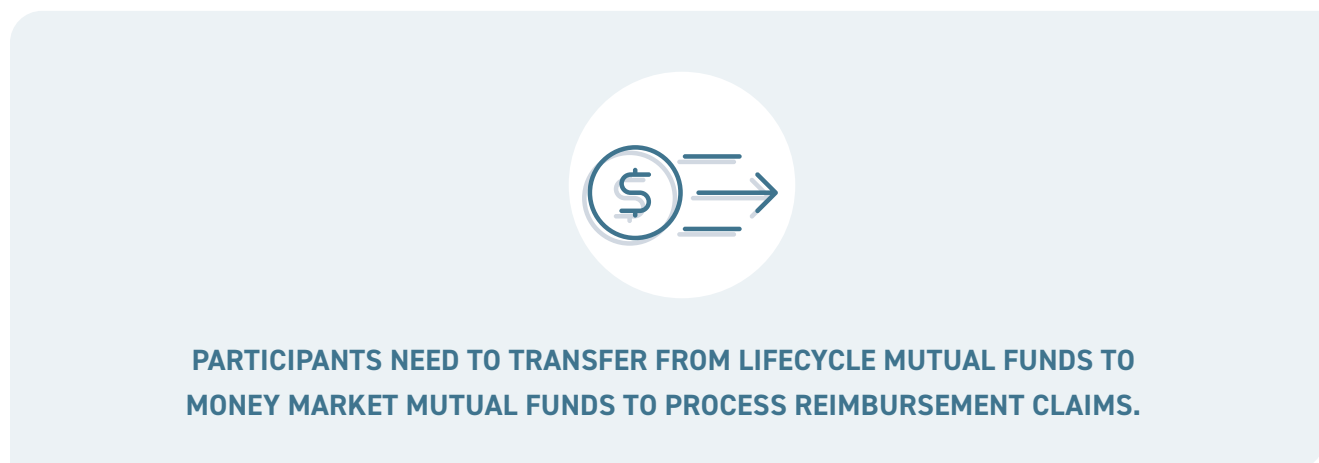 PARTICIPANTS NEED TO TRANSFER FROM LIFECYCLE MUTUAL FUNDS TO
MONEY MARKET MUTUAL FUNDS TO PROCESS REIMBURSEMENT CLAIMS.